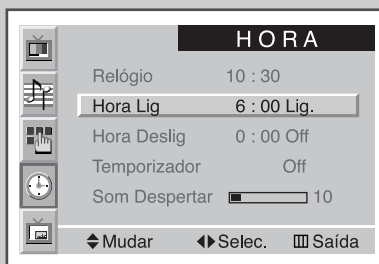 HORA
Relógio 10 : 30
Hora Lig 6 : 00 Lig.
Hora Deslig 0 : 00 Off
Temporizador Off
Som Despertar 10
Mudar Selec. Saída